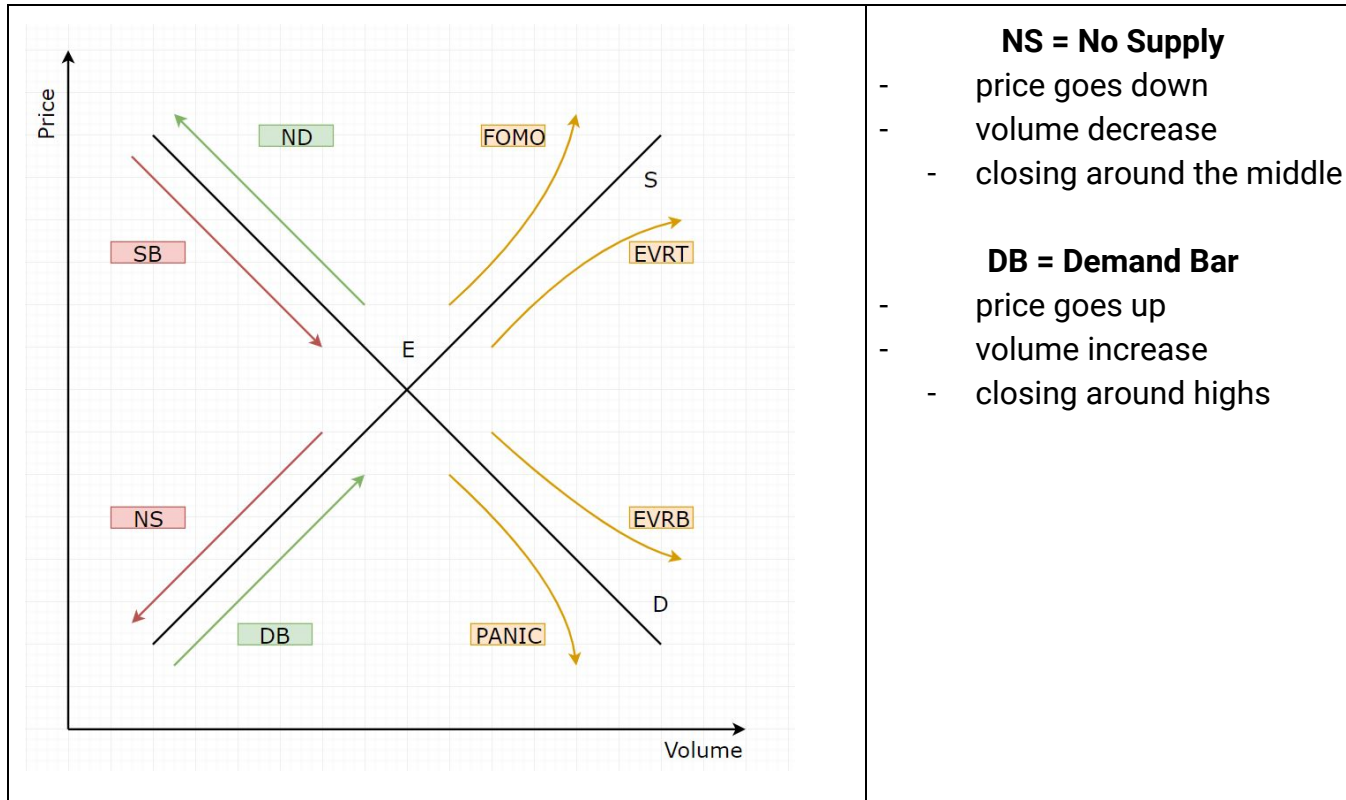 Price
ND
FOMO
S
SB
EVRT
E
NS
EVRB
D
DB
PANIC
Volume
NS = No Supply
- price goes down
- volume decrease
- closing around the middle
DB = Demand Bar
- price goes up
- volume increase
- closing around highs